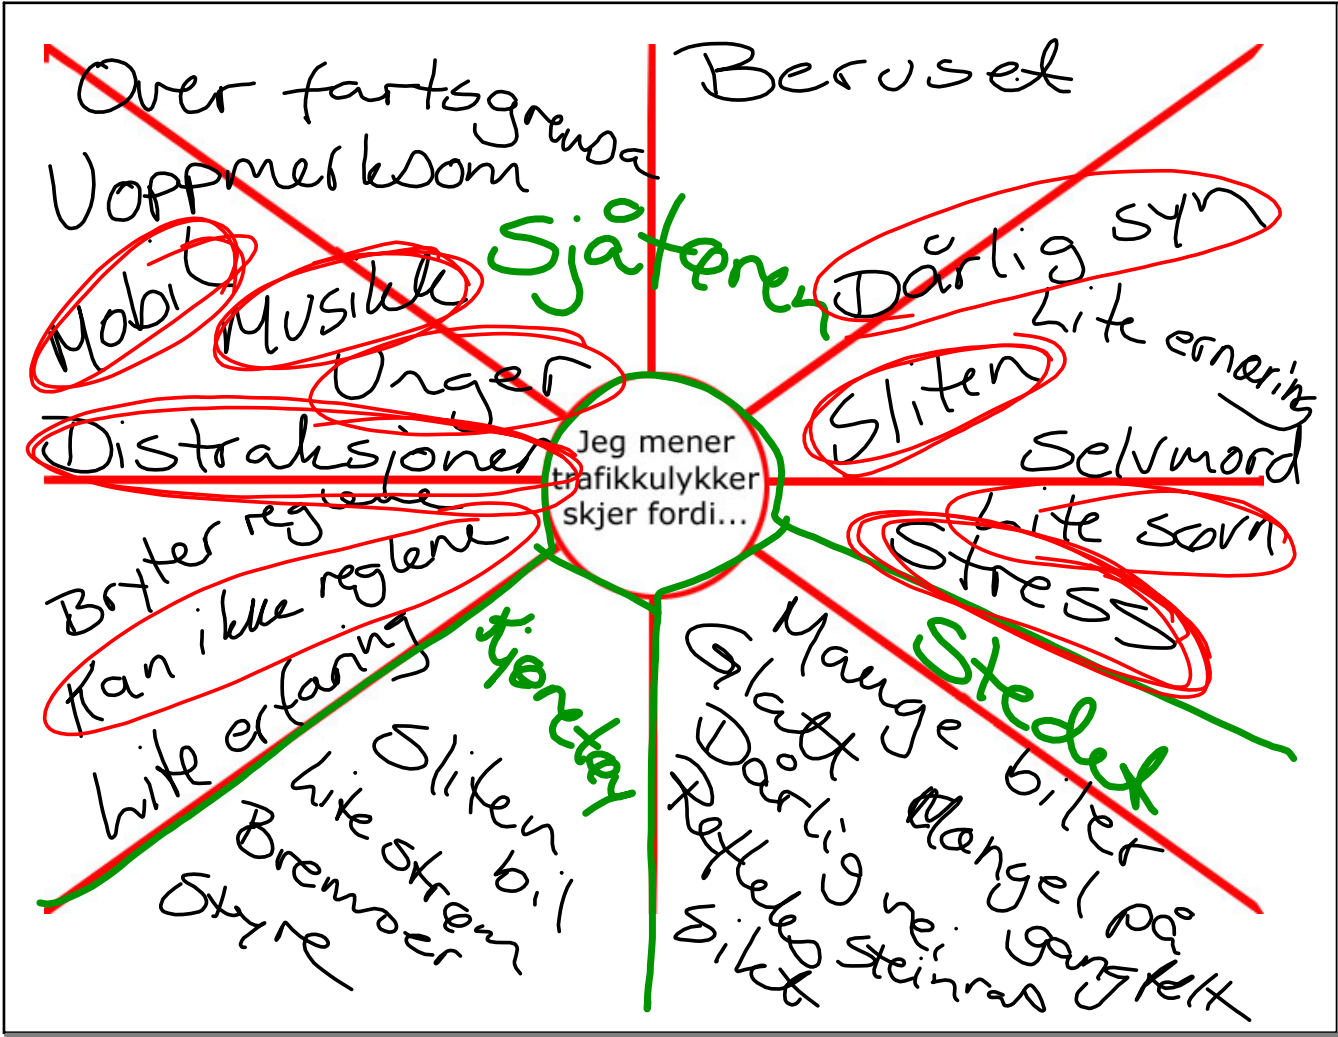 Over fartsgrensa
Uoppmerksom
Mobil
Musikk
Unger
Distraksjoner
Beruset
Sjåføren
Dårlig syn
Lite ernæring
Sliten
Selvmord
Lite søvn
Stress
Jeg mener
trafikkulykker
skjer fordi...
Bryter reglene
Kan ikke reglene
Lite erfaring
Kjøretøy
Sliten bil
Lite strøm
Bremser
Styre
Stedet
Mange biler
Glatt
Dårlig vei
Refleks
Sikt
Steinras
Mangel på
gangfelt